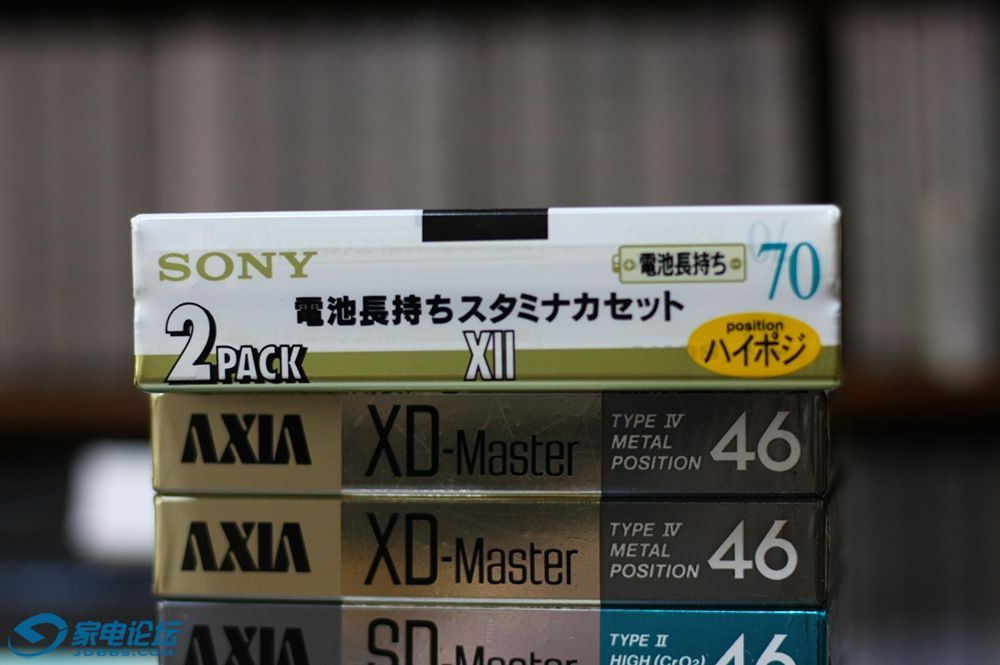 SONY
電池長持ち
70
電池長持ちスタミナカセット
2PACK
XII
position
ハイポジ
AXIA
XD-Master
TYPE IV
METAL
POSITION
46
AXIA
XD-Master
TYPE IV
METAL
POSITION
46
AXIA
SD-Master
TYPE II
HIGH (CrO2)
46
家电论坛
JDBBS.COM